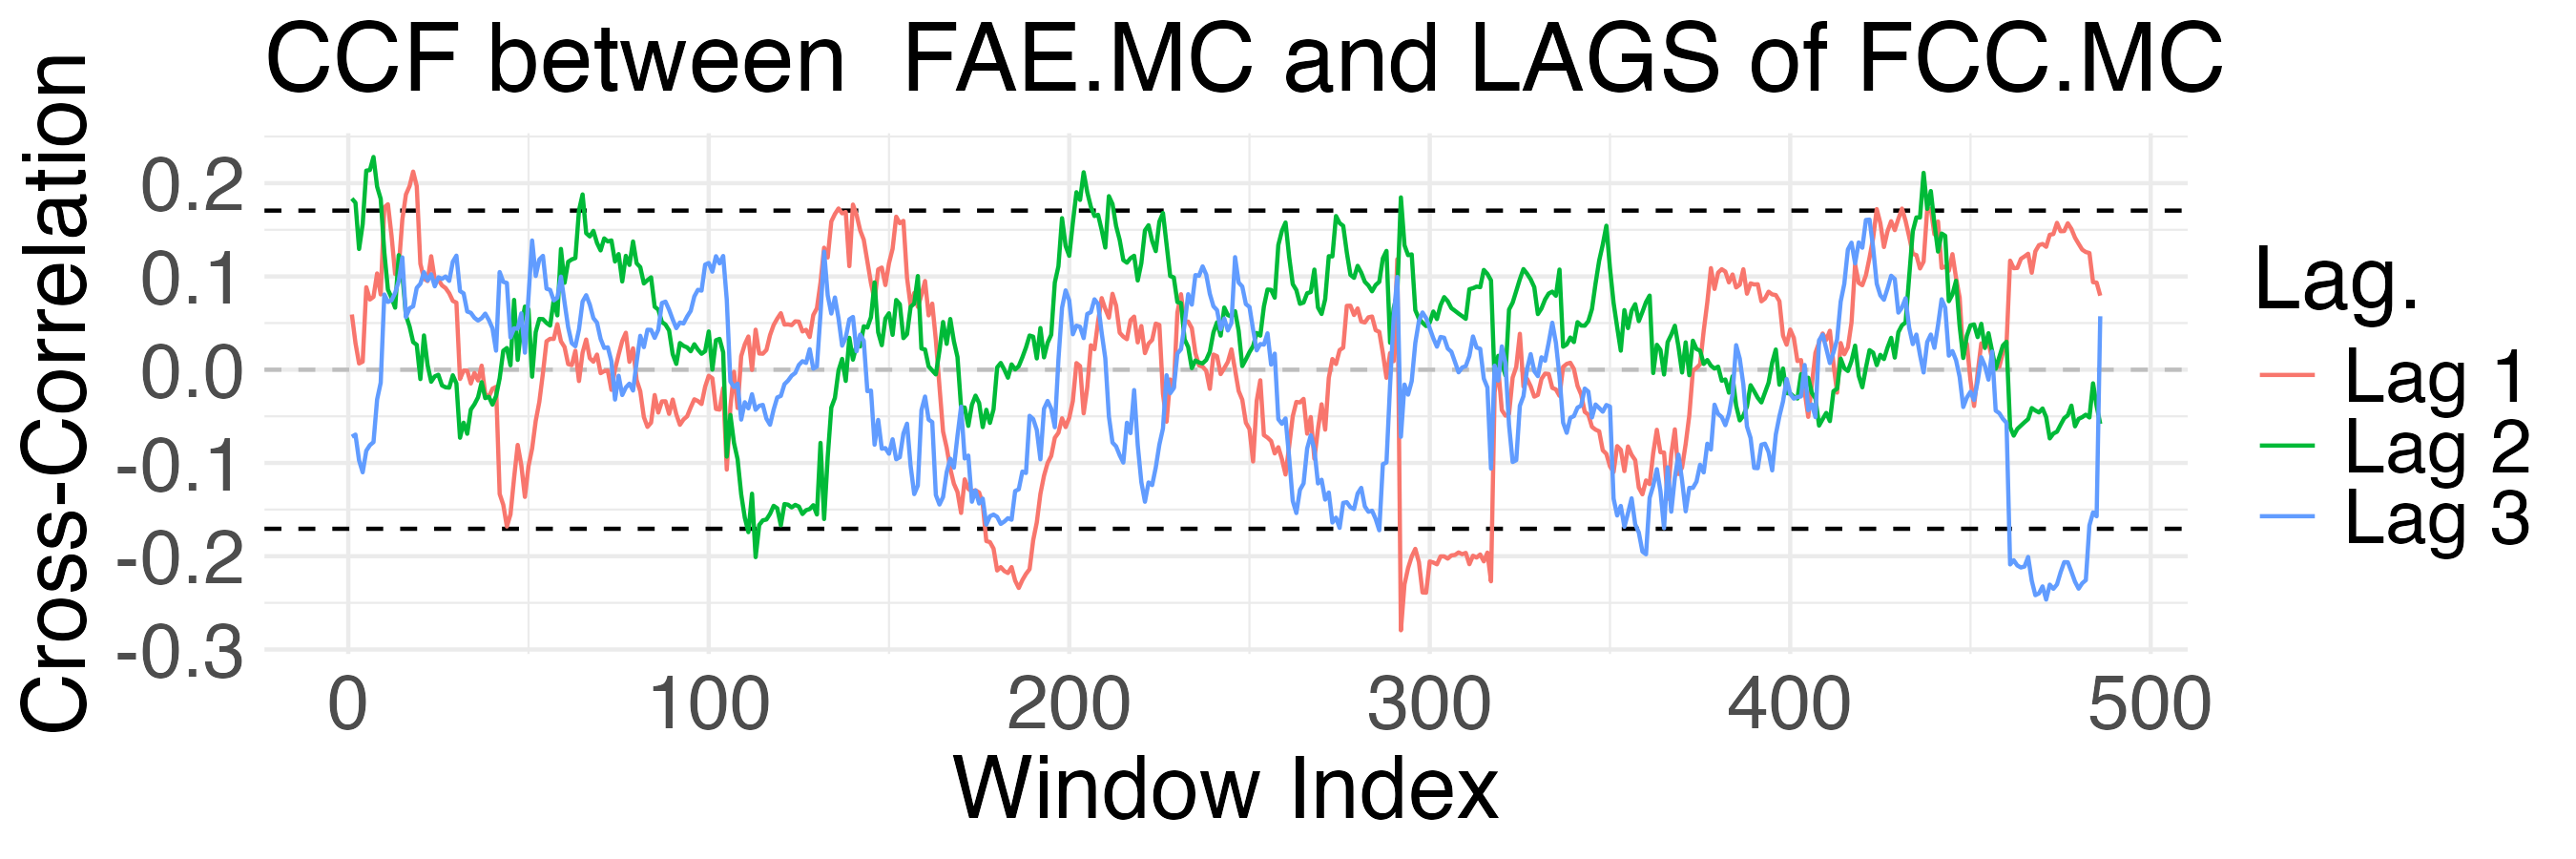 CCF between  FAE.MC and LAGS of FCC.MC
Cross-Correlation
0.2
0.1
0.0
-0.1
-0.2
-0.3
0 100 200 300 400 500
Window Index
Lag.
Lag 1
Lag 2
Lag 3